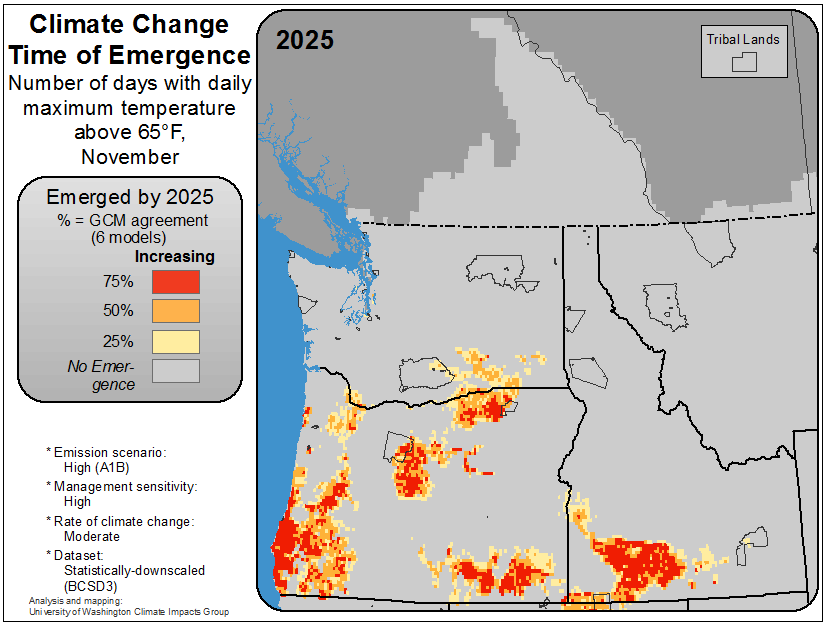 Climate Change
Time of Emergence
Number of days with daily
maximum temperature
above 65°F,
November
Emerged by 2025
% = GCM agreement
(6 models)
Increasing
75%
50%
25%
No Emer-
gence
* Emission scenario:
High (A1B)
* Management sensitivity:
High
* Rate of climate change:
Moderate
* Dataset:
Statistically-downscaled
(BCSD3)
Analysis and mapping:
University of Washington Climate Impacts Group
2025
Tribal Lands